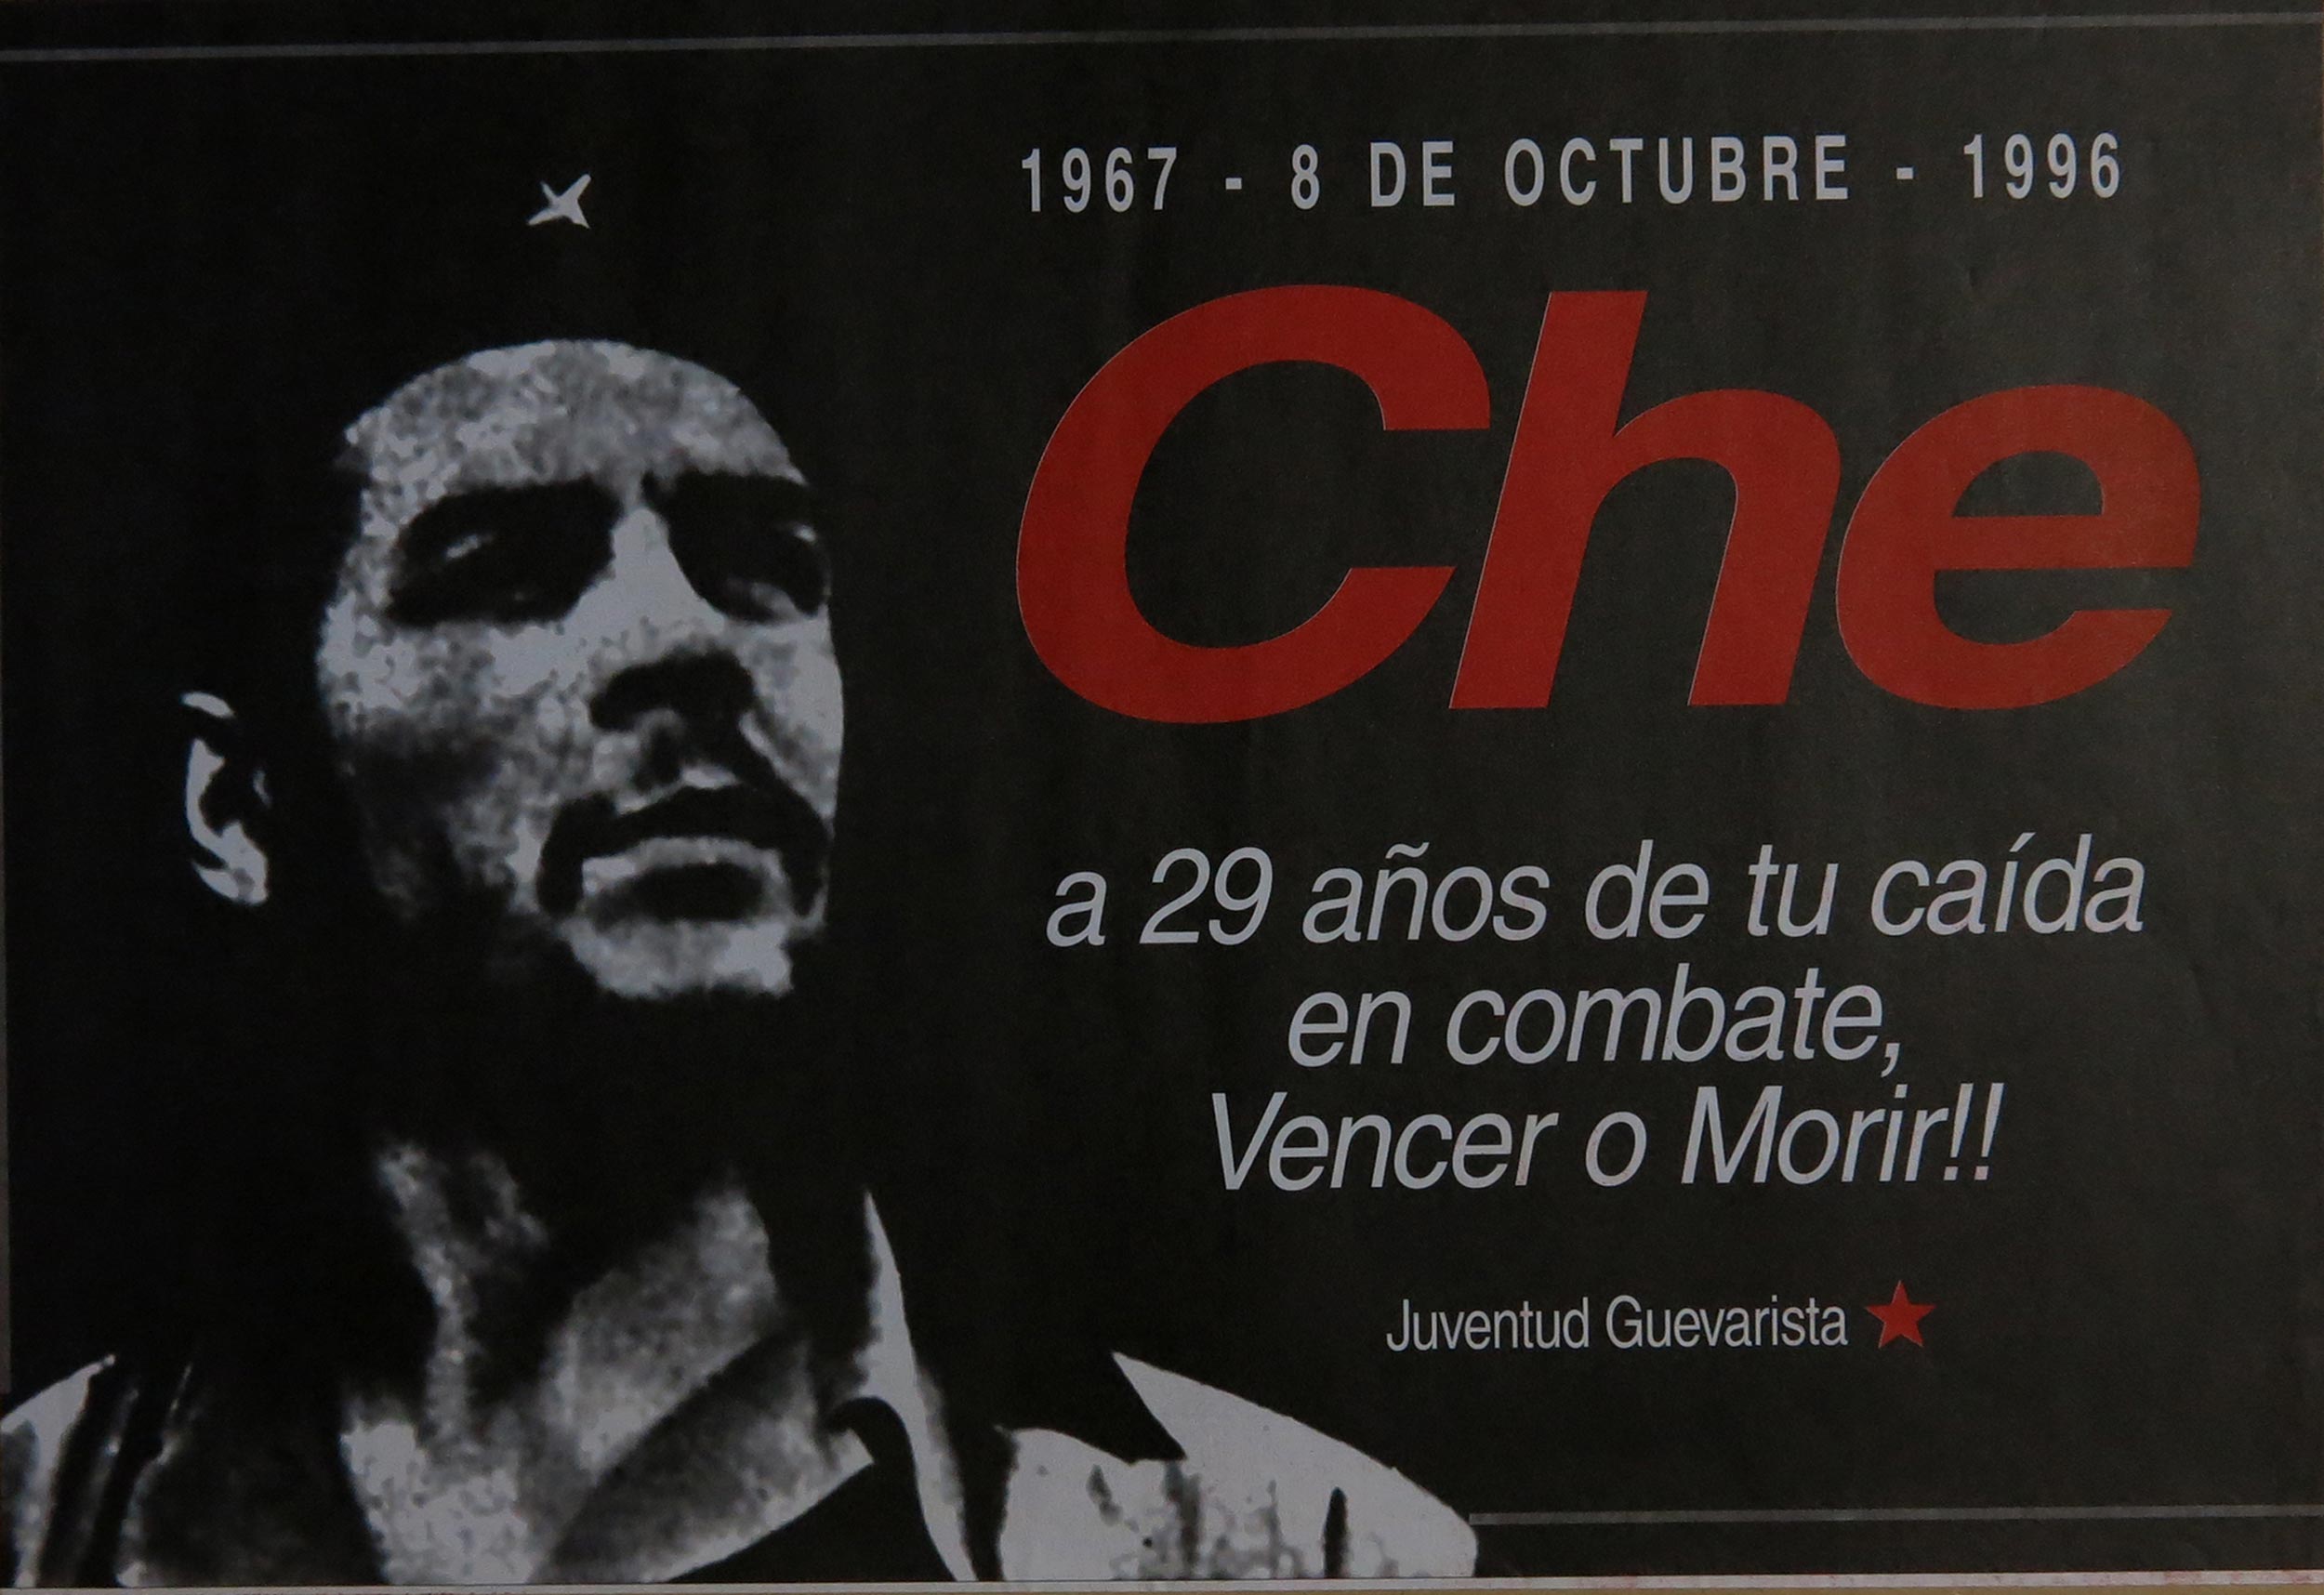 1967 - 8 DE OCTUBRE - 1996
Che
a 29 años de tu caída
en combate,
Vencer o Morir!!
Juventud Guevarista